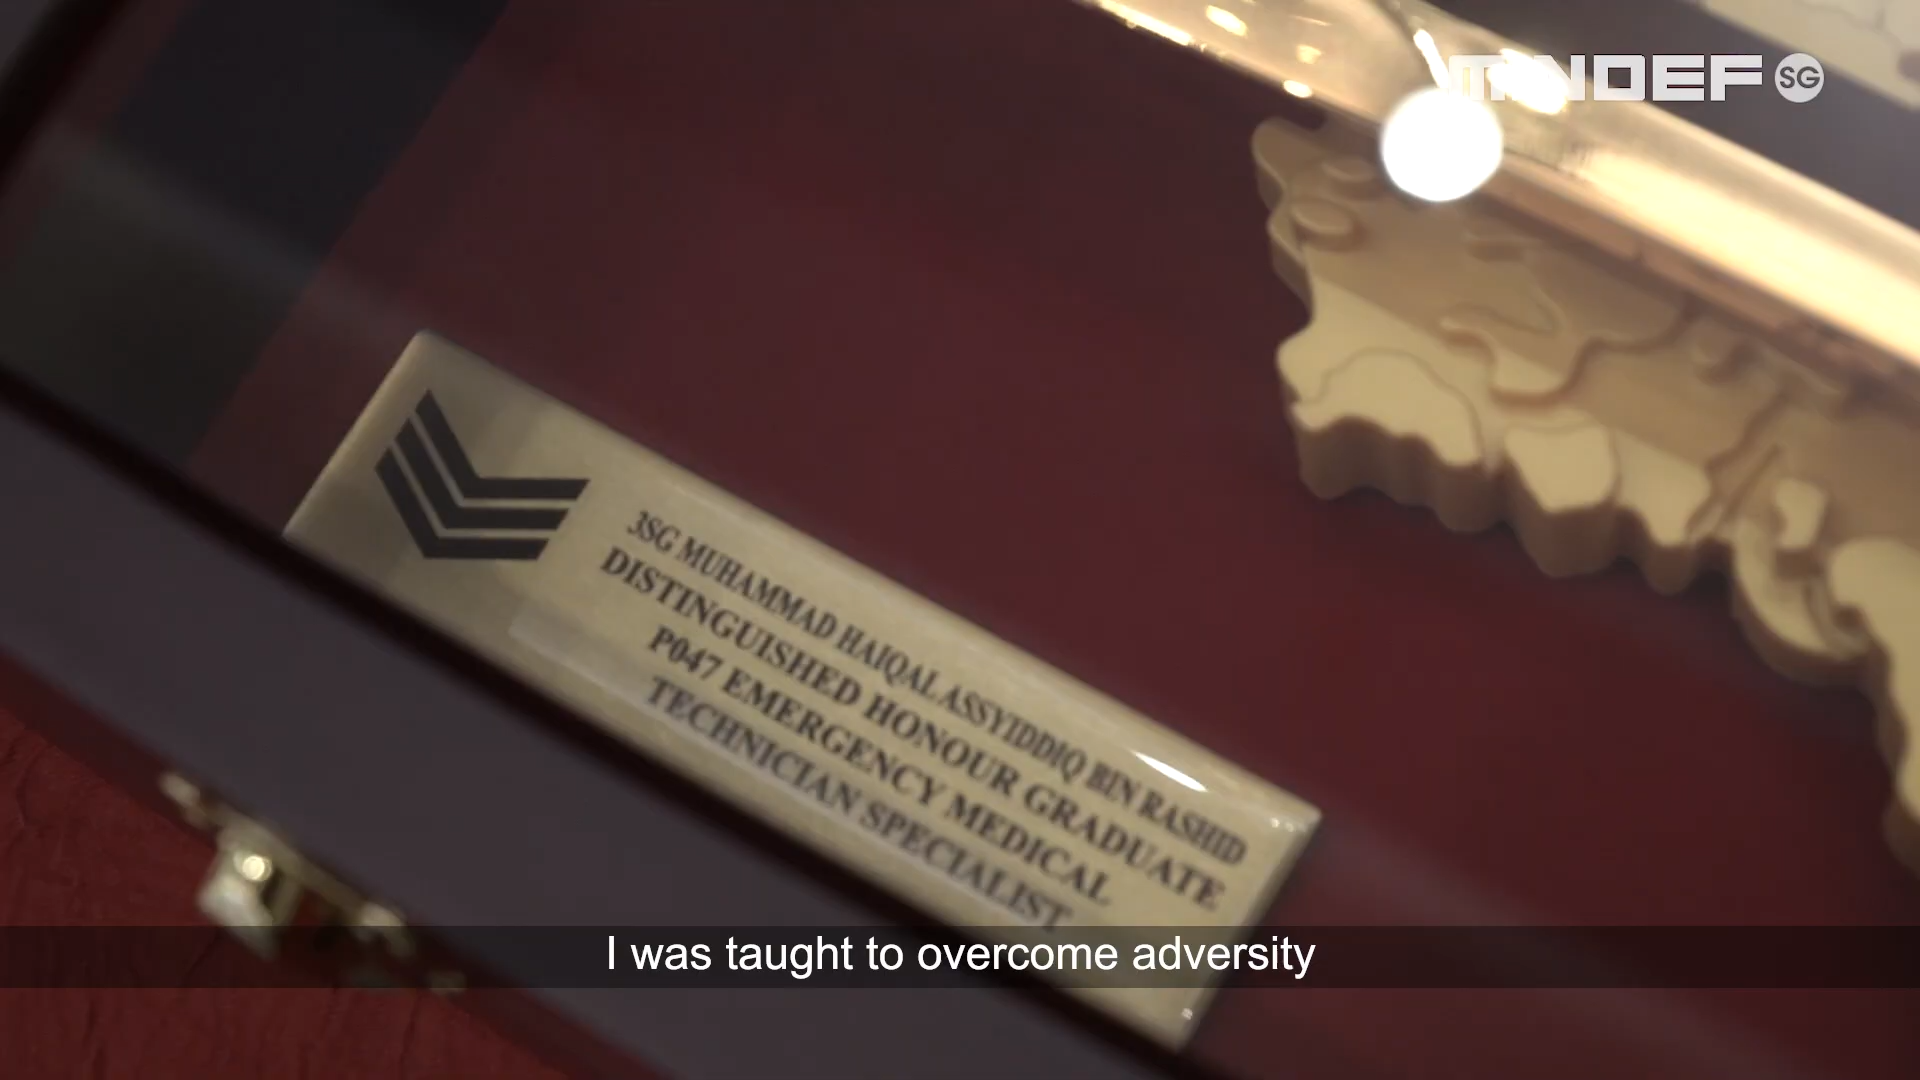 MINDEF SG
3SG MUHAMMAD HAIQAL ASSYIDDIQ BIN RASHID
DISTINGUISHED HONOUR GRADUATE
P047 EMERGENCY MEDICAL
TECHNICIAN SPECIALIST
I was taught to overcome adversity